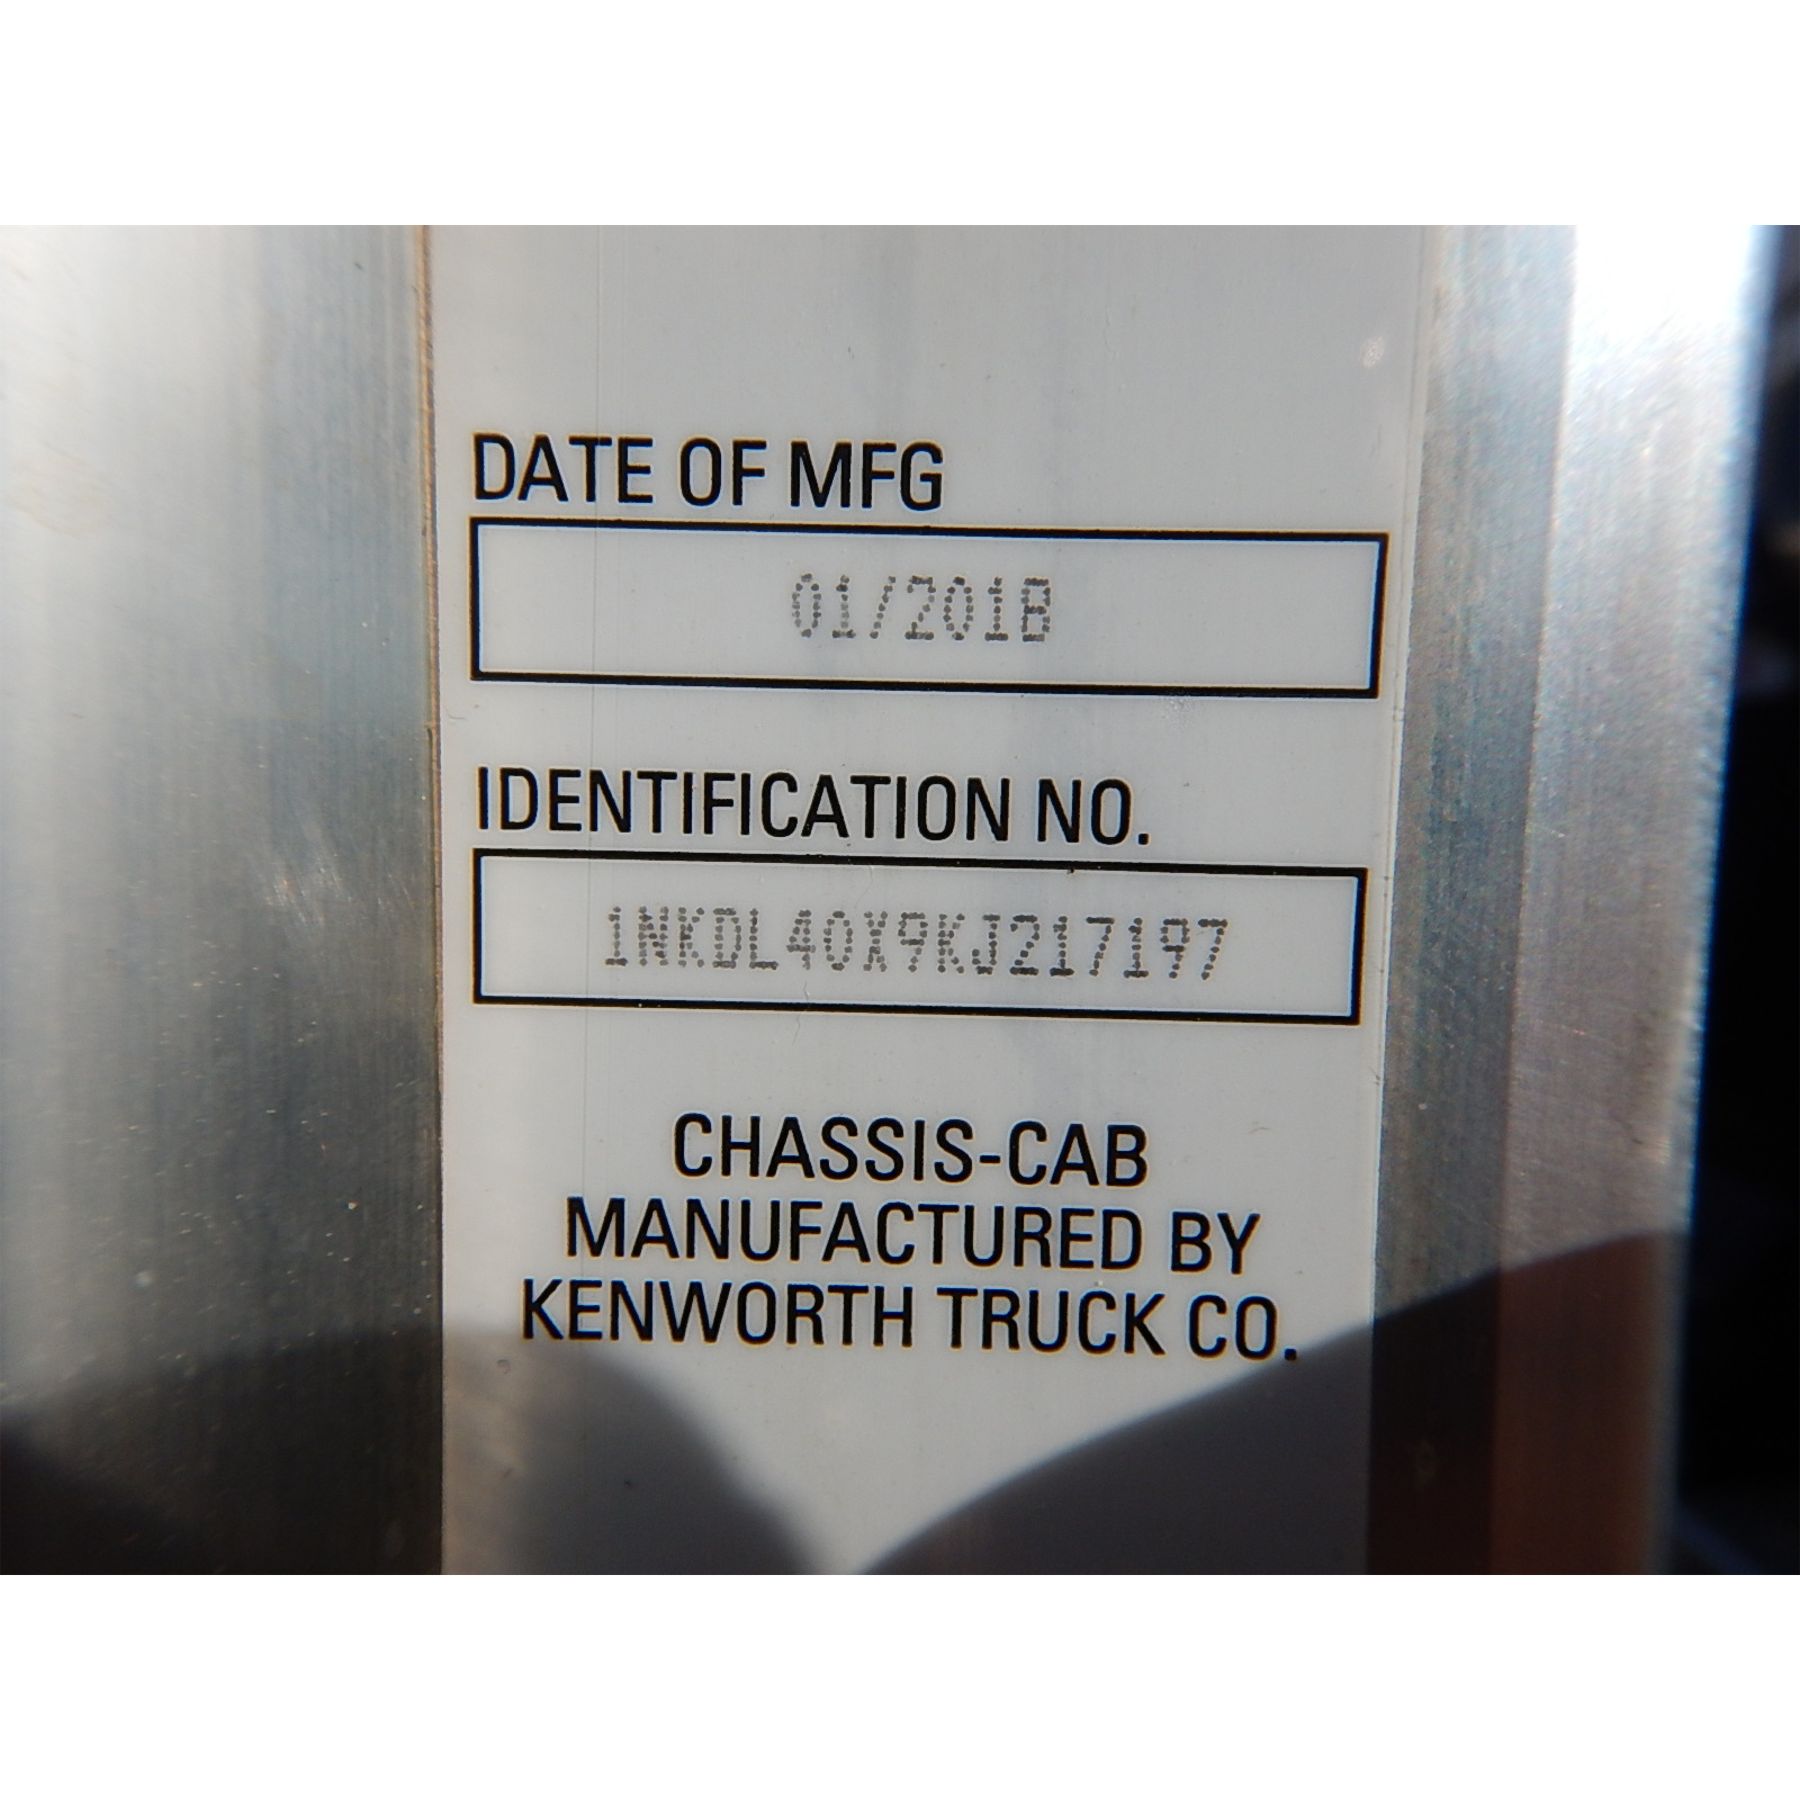 DATE OF MFG
01/2018
IDENTIFICATION NO.
1NKDL40X9KJ217197
CHASSIS-CAB
MANUFACTURED BY
KENWORTH TRUCK CO.